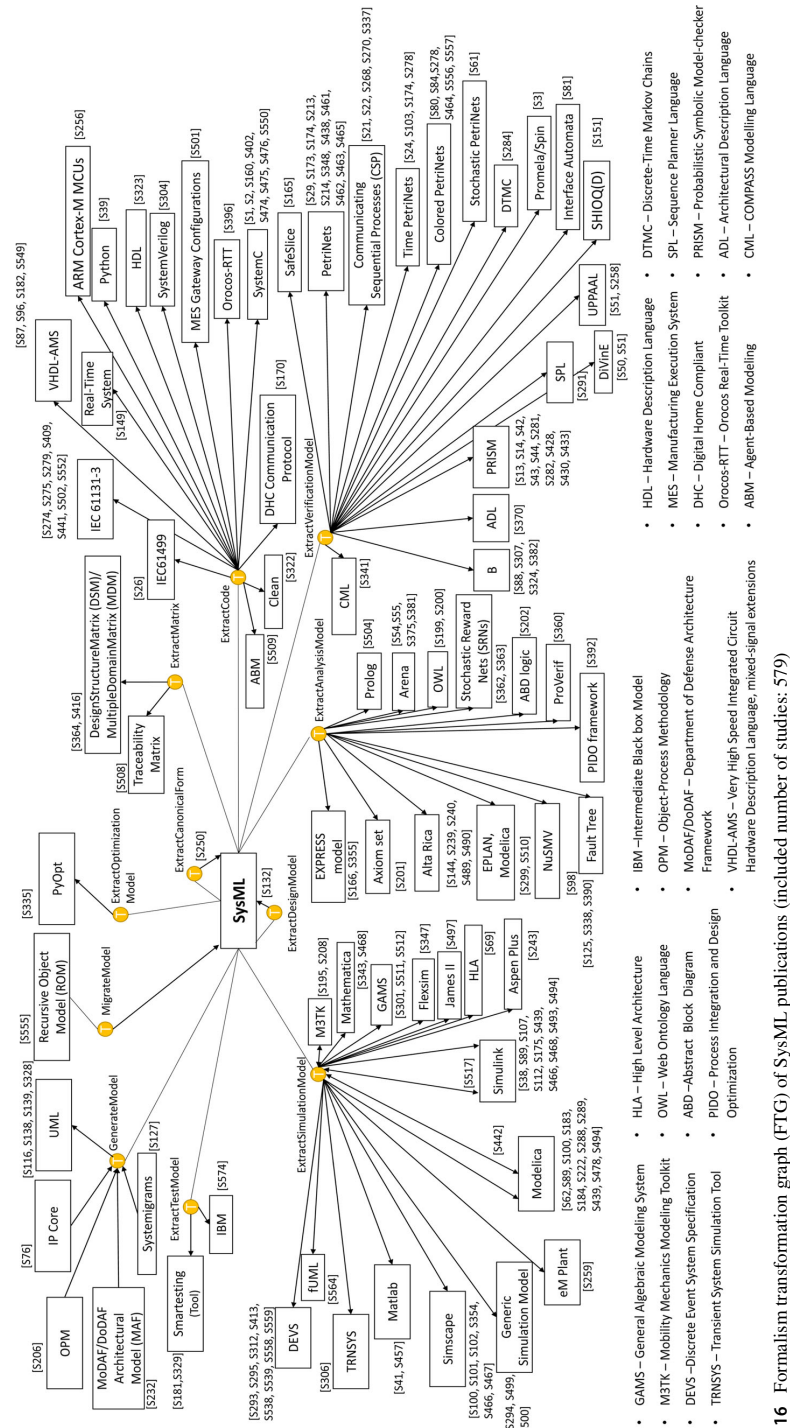 [S206]
OPM
[S76]
IP Core
[S116, S138, S139, S328]
UML
MoDAF/DoDAF
Architectural
Model (MAF)
[S232]
Systemigrams
[S127]
GenerateModel
[S555]
Recursive Object
Model (ROM)
MigrateModel
[S335]
PyOpt
ExtractOptimization
Model
ExtractCanonicalForm
[S250]
SysML
[S132]
ExtractDesignModel
[S181,S329]
Smartesting
(Tool)
ExtractTestModel
IBM
[S574]
[S364, S416]
DesignStructureMatrix (DSM)/
MultipleDomainMatrix (MDM)
[S508]
Traceability
Matrix
ExtractMatrix
[S26]
IEC61499
[S274, S275, S279, S409,
S441, S502, S552]
IEC 61131-3
[S149]
Real-Time
System
[S87, S96, S182, S549]
VHDL-AMS
ARM Cortex-M MCUs
[S256]
Python
[S39]
HDL
[S323]
SystemVerilog
[S304]
MES Gateway Configurations
[S501]
Orocos-RTT
[S396]
SystemC
[S1, S2, S160, S402,
S474, S475, S476, S550]
ExtractCode
ABM
[S509]
Clean
[S322]
DHC Communication
Protocol
[S170]
SafeSlice
[S165]
PetriNets
[S29, S173, S174, S213,
S214, S348, S438, S461,
S462, S463, S465]
Communicating
Sequential Processes (CSP)
[S21, S22, S268, S270, S337]
Time PetriNets
[S24, S103, S174, S278]
Colored PetriNets
[S80, S84,S278,
S464, S556, S557]
Stochastic PetriNets
[S61]
DTMC
[S284]
Promela/Spin
[S3]
Interface Automata
[S81]
SHIOQ(D)
[S151]
UPPAAL
[S51, S258]
SPL
[S291]
DiVinE
[S50, S51]
ExtractVerificationModel
CML
[S341]
B
[S88, S307,
S324, S382]
ADL
[S370]
PRISM
[S13, S14, S42,
S43, S44, S281,
S282, S428,
S430, S433]
ExtractAnalysisModel
EXPRESS
model
[S166, S355]
Axiom set
[S201]
Alta Rica
[S144, S239, S240,
S489, S490]
EPLAN,
Modelica
[S299, S510]
NuSMV
[S98]
Fault Tree
[S125, S338, S390]
Prolog
[S504]
Arena
[S54,S55,
S375,S381]
OWL
[S199, S200]
Stochastic Reward
Nets (SRNs)
[S362, S363]
ABD logic
[S202]
ProVerif
[S360]
PIDO framework
[S392]
ExtractSimulationModel
M3TK
[S195, S208]
Mathematica
[S343, S468]
GAMS
[S301, S511, S512]
Flexsim
[S347]
James II
[S497]
HLA
[S69]
Aspen Plus
[S243]
[S517]
Simulink
[S38, S89, S107,
S112, S175, S439,
S466, S468, S493, S494]
[S442]
Modelica
[S62,S89, S100, S183,
S184, S222, S288, S289,
S439, S478, S494]
eM Plant
[S259]
fUML
[S564]
DEVS
[S293, S295, S312, S413,
S538, S539, S558, S559]
TRNSYS
[S306]
Matlab
[S41, S457]
Simscape
[S100, S101, S102, S354,
S466, S467]
Generic
Simulation Model
[S294, S499,
S500]
• GAMS – General Algebraic Modeling System
• M3TK – Mobility Mechanics Modeling Toolkit
• DEVS –Discrete Event System Specification
• TRNSYS – Transient System Simulation Tool
• HLA – High Level Architecture
• OWL – Web Ontology Language
• ABD –Abstract Block Diagram
• PIDO – Process Integration and Design
Optimization
• IBM –Intermediate Black box Model
• OPM – Object-Process Methodology
• MoDAF/DoDAF – Department of Defense Architecture
Framework
• VHDL-AMS – Very High Speed Integrated Circuit
Hardware Description Language, mixed-signal extensions
• HDL – Hardware Description Language
• MES – Manufacturing Execution System
• DHC – Digital Home Compliant
• Orocos-RTT – Orocos Real-Time Toolkit
• ABM – Agent-Based Modeling
• DTMC – Discrete-Time Markov Chains
• SPL – Sequence Planner Language
• PRISM – Probabilistic Symbolic Model-checker
• ADL – Architectural Description Language
• CML – COMPASS Modelling Language
16 Formalism transformation graph (FTG) of SysML publications (included number of studies: 579)